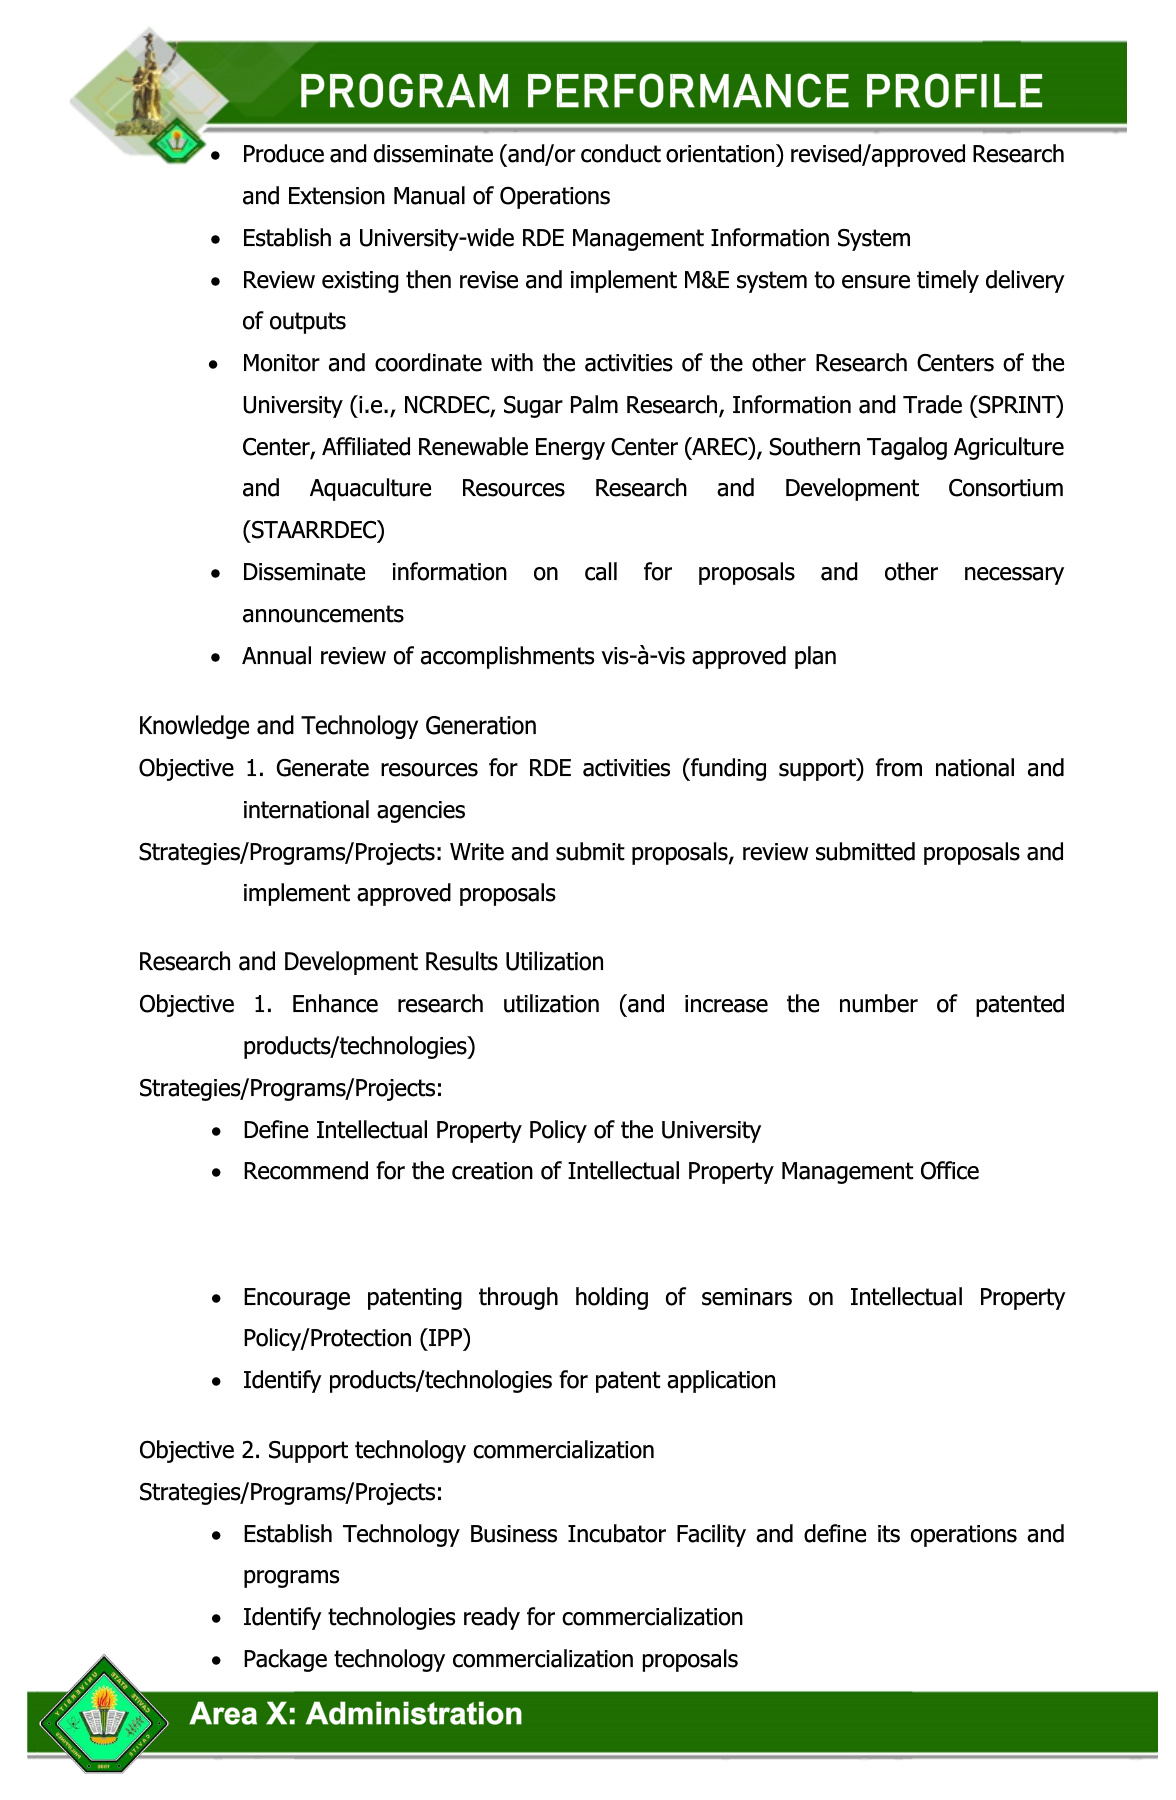 PROGRAM PERFORMANCE PROFILE
• Produce and disseminate (and/or conduct orientation) revised/approved Research
and Extension Manual of Operations
• Establish a University-wide RDE Management Information System
• Review existing then revise and implement M&E system to ensure timely delivery
of outputs
• Monitor and coordinate with the activities of the other Research Centers of the
University (i.e., NCRDEC, Sugar Palm Research, Information and Trade (SPRINT)
Center, Affiliated Renewable Energy Center (AREC), Southern Tagalog Agriculture
and Aquaculture Resources Research and Development Consortium
(STAARRDEC)
• Disseminate information on call for proposals and other necessary
announcements
• Annual review of accomplishments vis-à-vis approved plan
Knowledge and Technology Generation
Objective 1. Generate resources for RDE activities (funding support) from national and
international agencies
Strategies/Programs/Projects: Write and submit proposals, review submitted proposals and
implement approved proposals
Research and Development Results Utilization
Objective 1. Enhance research utilization (and increase the number of patented
products/technologies)
Strategies/Programs/Projects:
• Define Intellectual Property Policy of the University
• Recommend for the creation of Intellectual Property Management Office
• Encourage patenting through holding of seminars on Intellectual Property
Policy/Protection (IPP)
• Identify products/technologies for patent application
Objective 2. Support technology commercialization
Strategies/Programs/Projects:
• Establish Technology Business Incubator Facility and define its operations and
programs
• Identify technologies ready for commercialization
• Package technology commercialization proposals
Area X: Administration